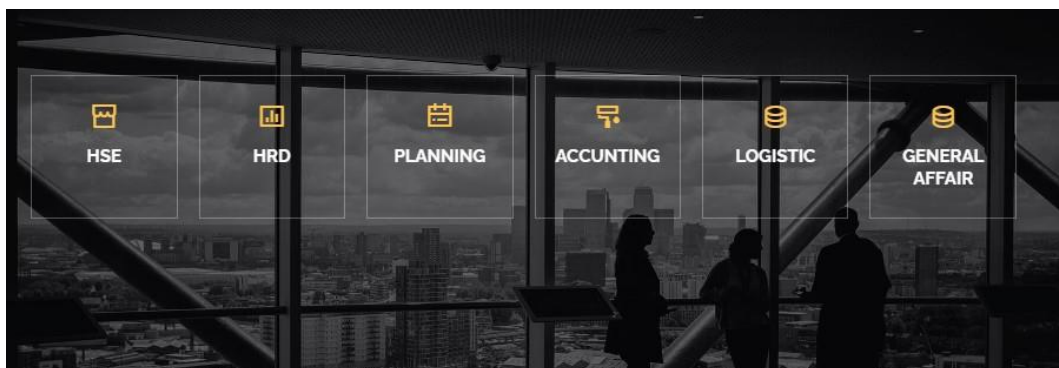 HSE
HRD
PLANNING
ACCUNTING
LOGISTIC
GENERAL
AFFAIR